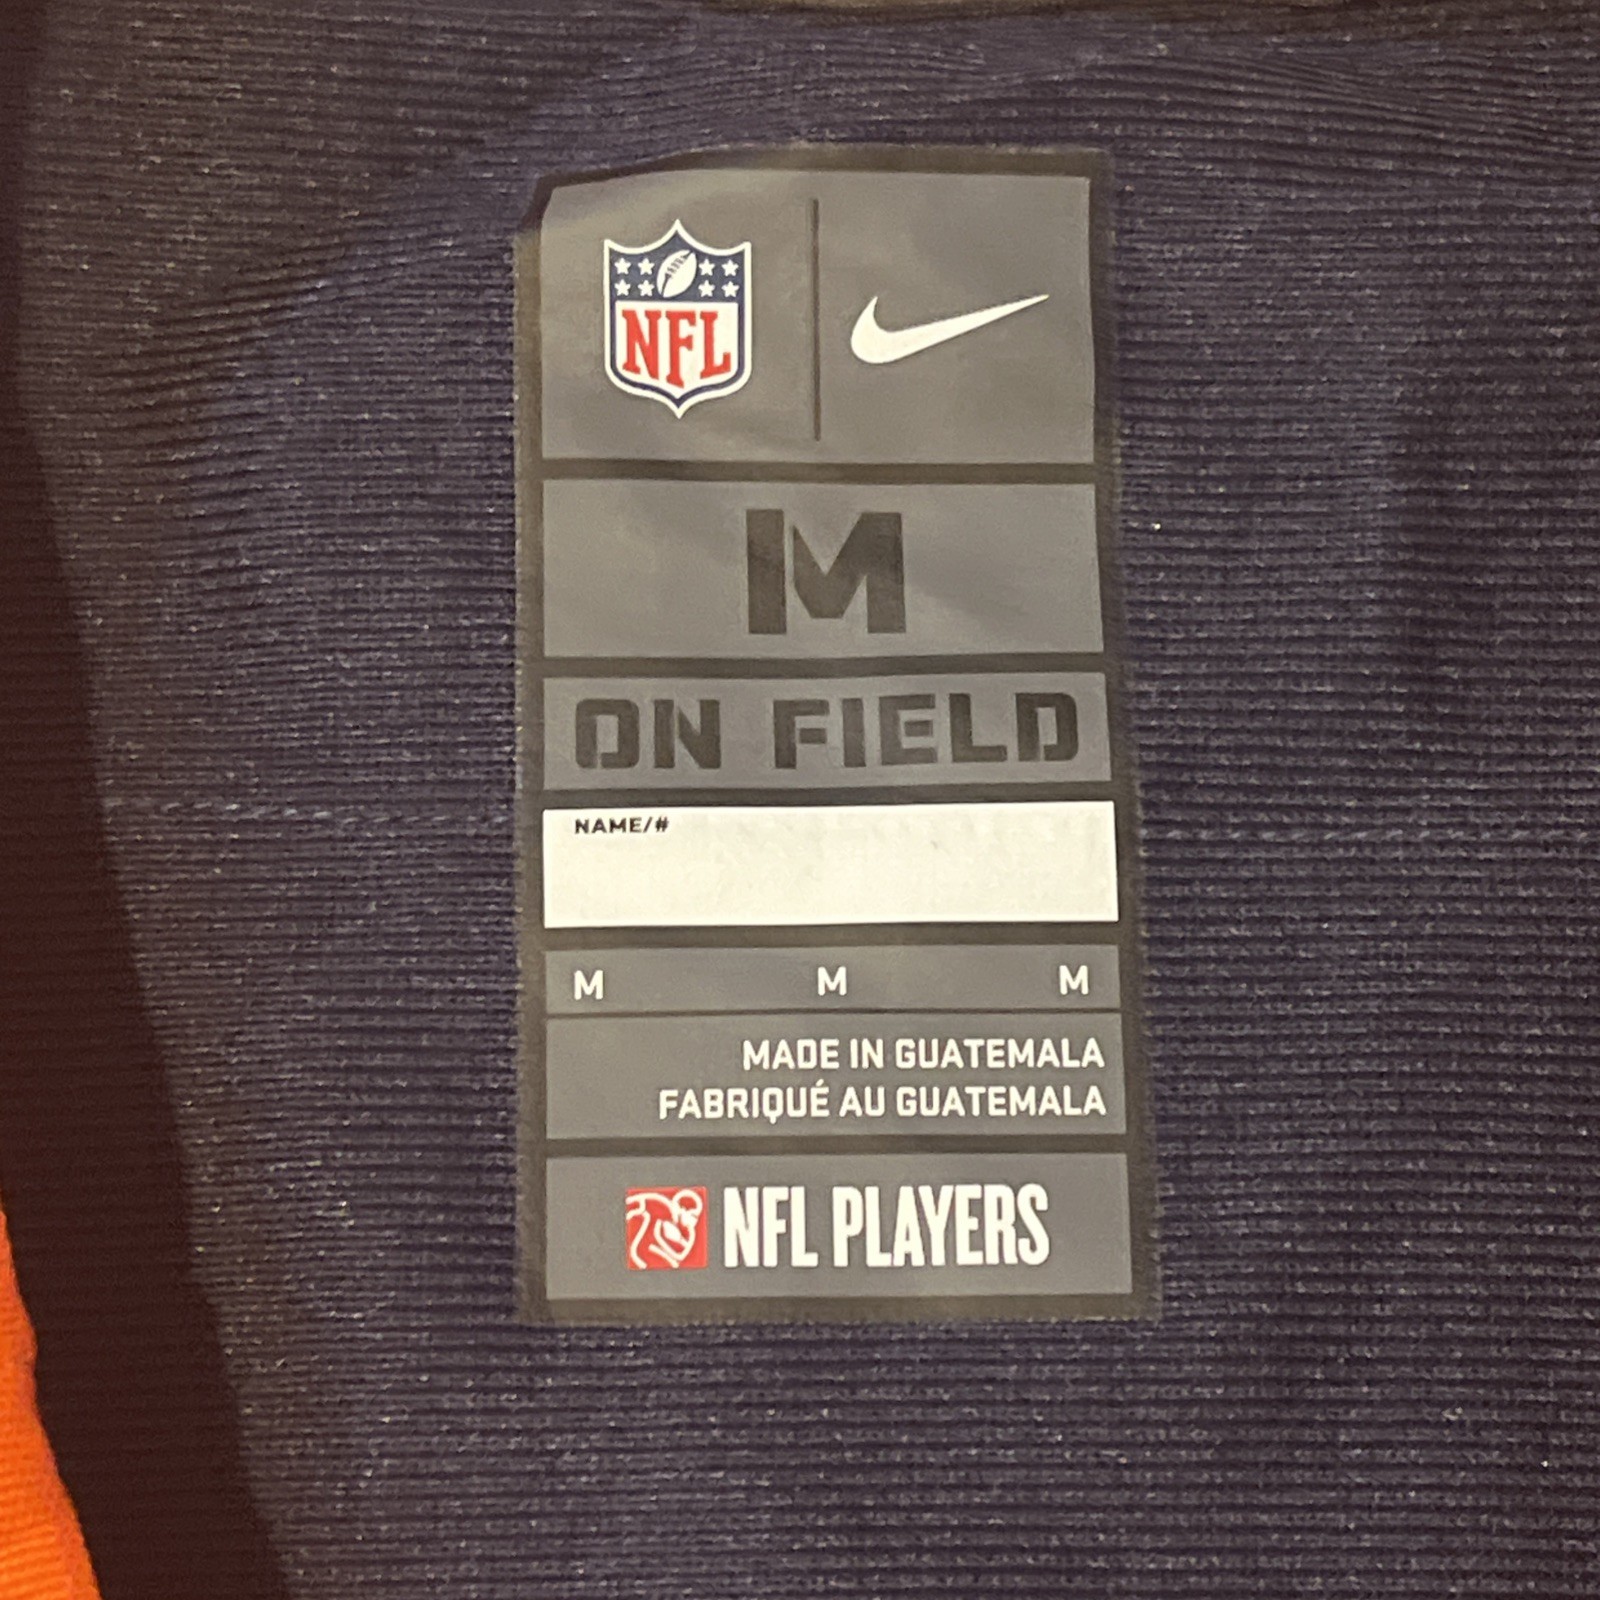 NFL
M
ON FIELD
NAME/#
M M M
MADE IN GUATEMALA
FABRIQUÉ AU GUATEMALA
NFL PLAYERS